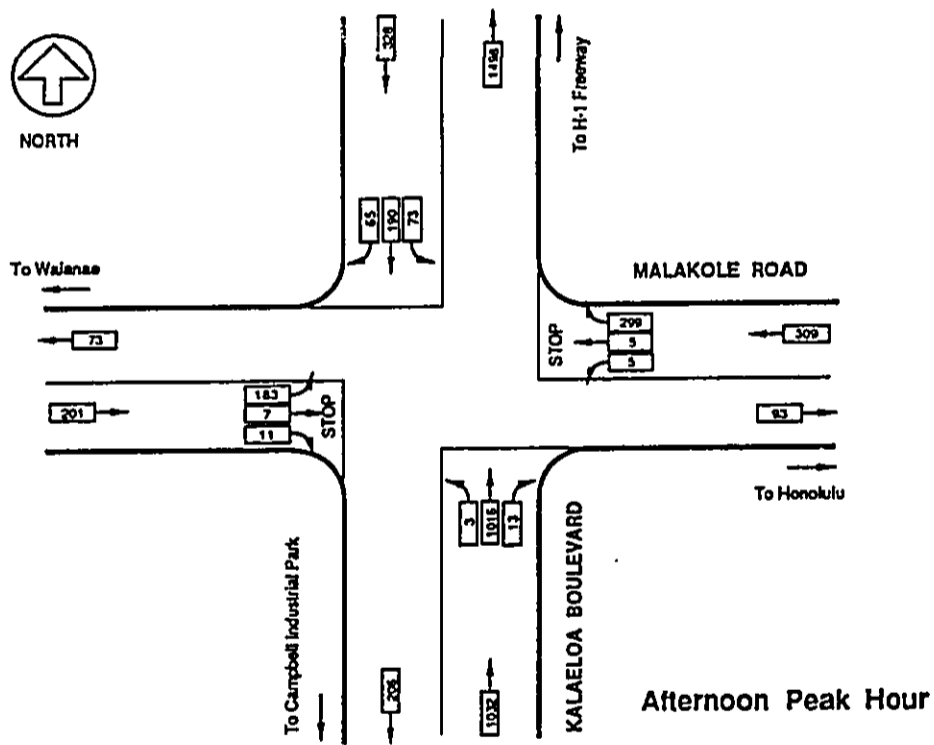 328
1498
To H-1 Freeway
NORTH
65
190
73
To Waianae
MALAKOLE ROAD
73
STOP
299
5
5
309
201
183
7
11
STOP
93
To Honolulu
3
1016
13
To Campbell Industrial Park
KALAELOA BOULEVARD
206
1032
Afternoon Peak Hour